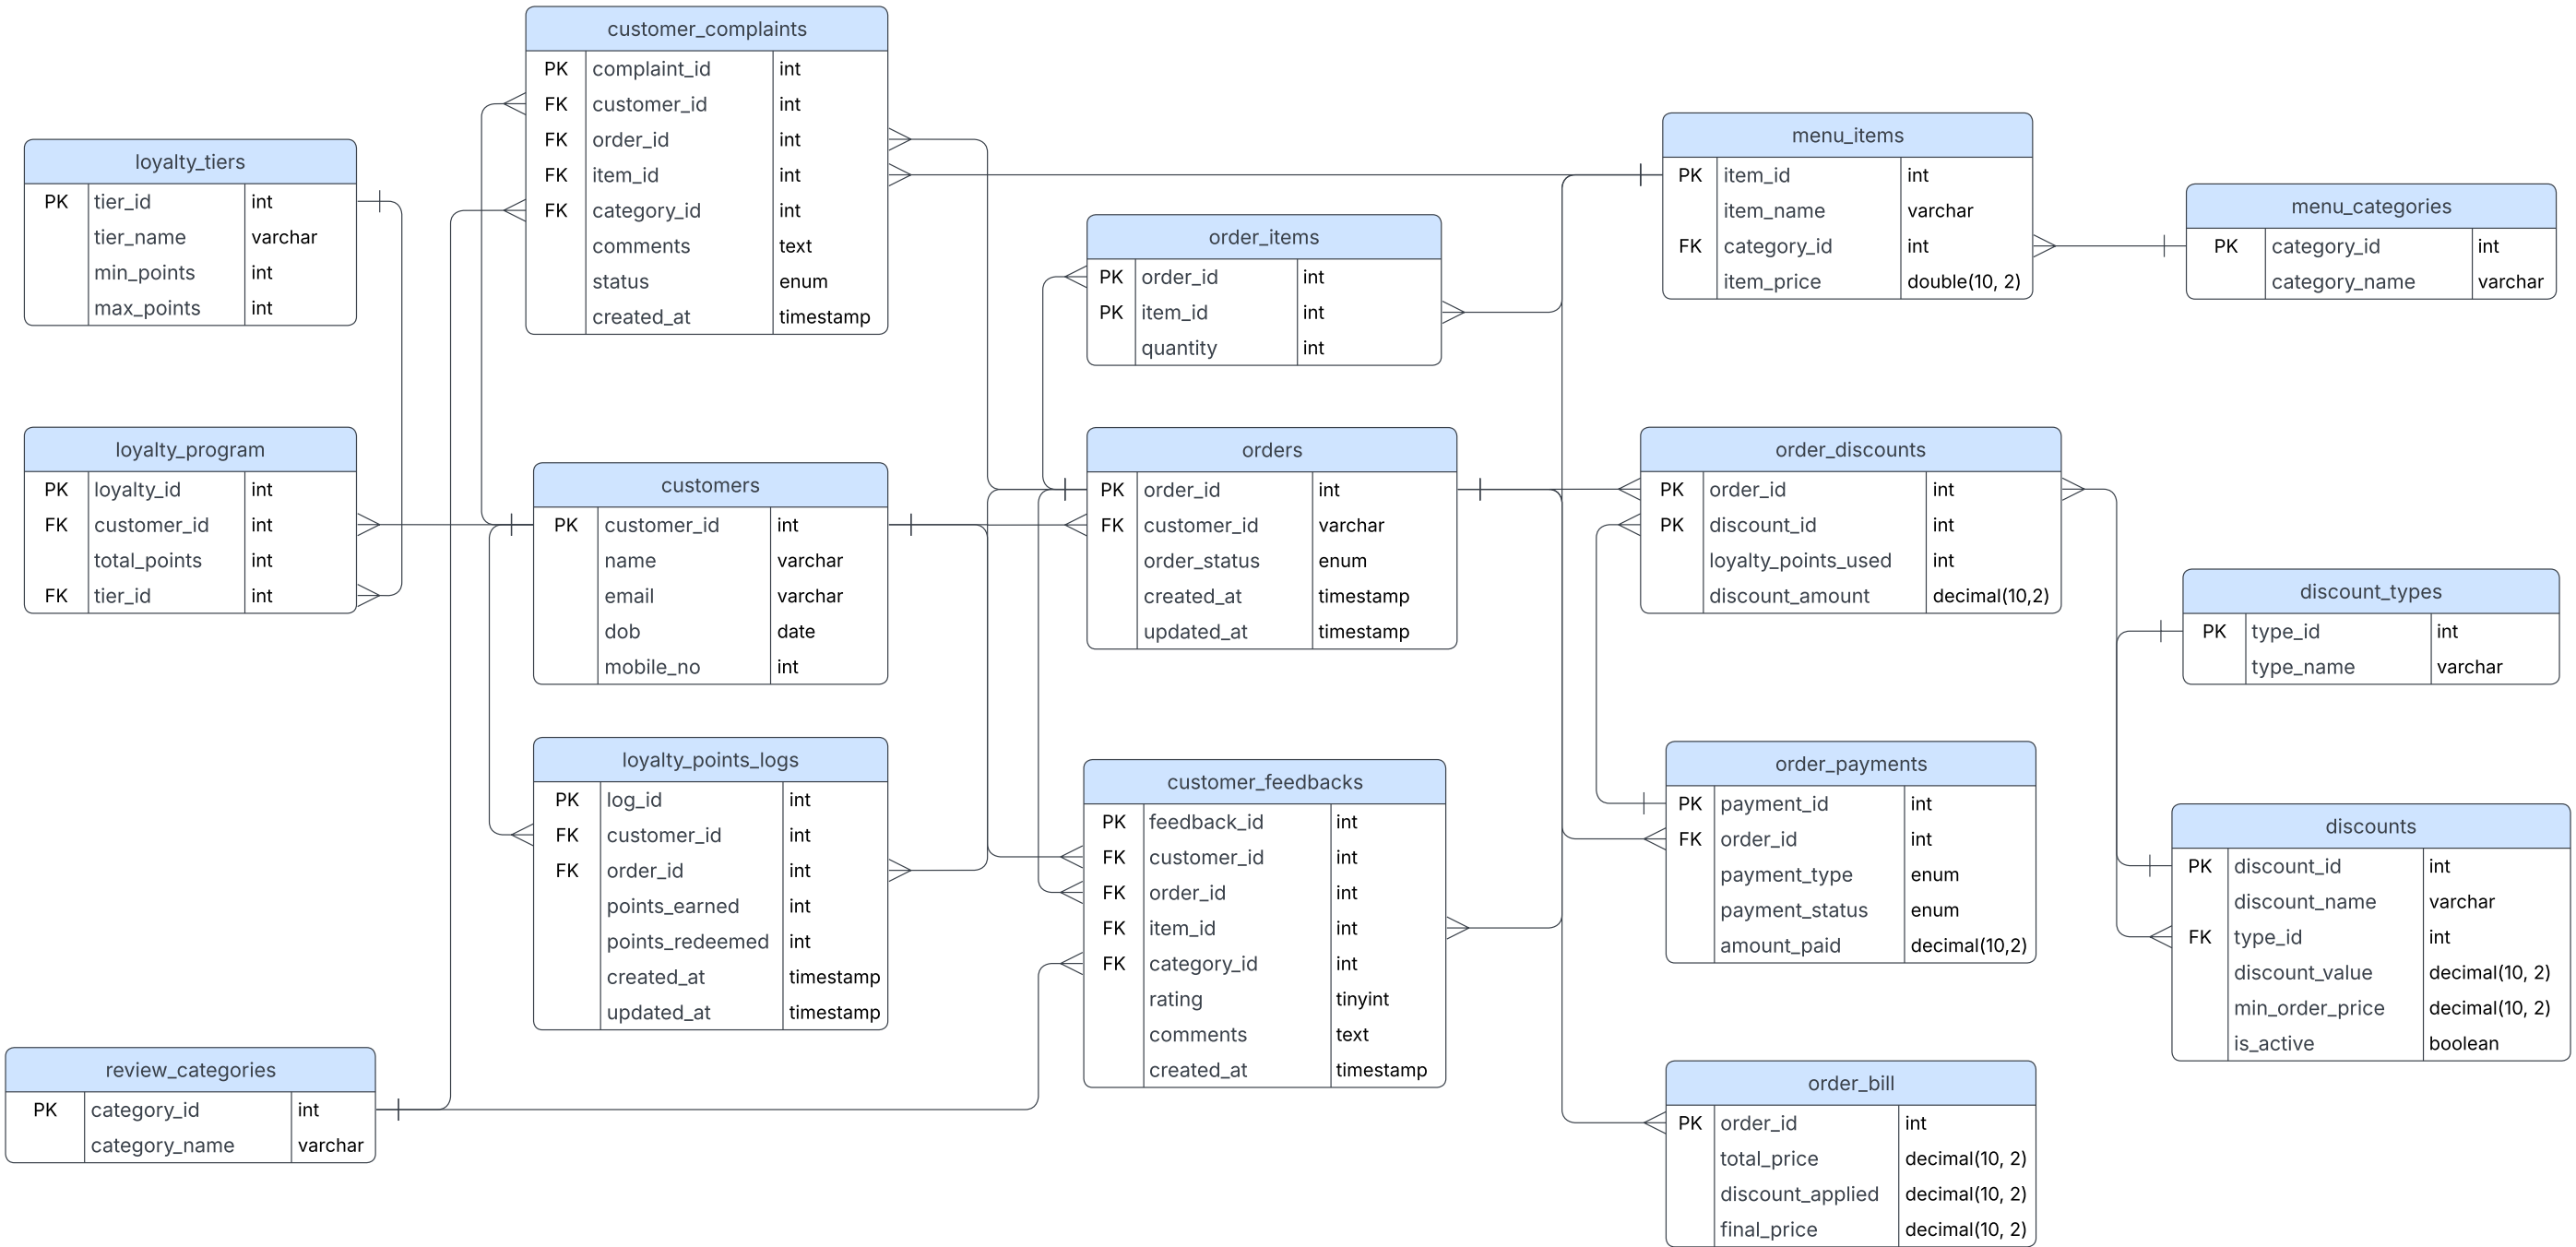 customer_complaints
PK complaint_id int
FK customer_id int
FK order_id int
FK item_id int
FK category_id int
comments text
status enum
created_at timestamp
loyalty_tiers
PK tier_id int
tier_name varchar
min_points int
max_points int
menu_items
PK item_id int
item_name varchar
FK category_id int
item_price double(10, 2)
menu_categories
PK category_id int
category_name varchar
order_items
PK order_id int
PK item_id int
quantity int
loyalty_program
PK loyalty_id int
FK customer_id int
total_points int
FK tier_id int
customers
PK customer_id int
name varchar
email varchar
dob date
mobile_no int
orders
PK order_id int
FK customer_id varchar
order_status enum
created_at timestamp
updated_at timestamp
order_discounts
PK order_id int
PK discount_id int
loyalty_points_used int
discount_amount decimal(10,2)
discount_types
PK type_id int
type_name varchar
loyalty_points_logs
PK log_id int
FK customer_id int
FK order_id int
points_earned int
points_redeemed int
created_at timestamp
updated_at timestamp
customer_feedbacks
PK feedback_id int
FK customer_id int
FK order_id int
FK item_id int
FK category_id int
rating tinyint
comments text
created_at timestamp
order_payments
PK payment_id int
FK order_id int
payment_type enum
payment_status enum
amount_paid decimal(10,2)
discounts
PK discount_id int
discount_name varchar
FK type_id int
discount_value decimal(10, 2)
min_order_price decimal(10, 2)
is_active boolean
review_categories
PK category_id int
category_name varchar
order_bill
PK order_id int
total_price decimal(10, 2)
discount_applied decimal(10, 2)
final_price decimal(10, 2)